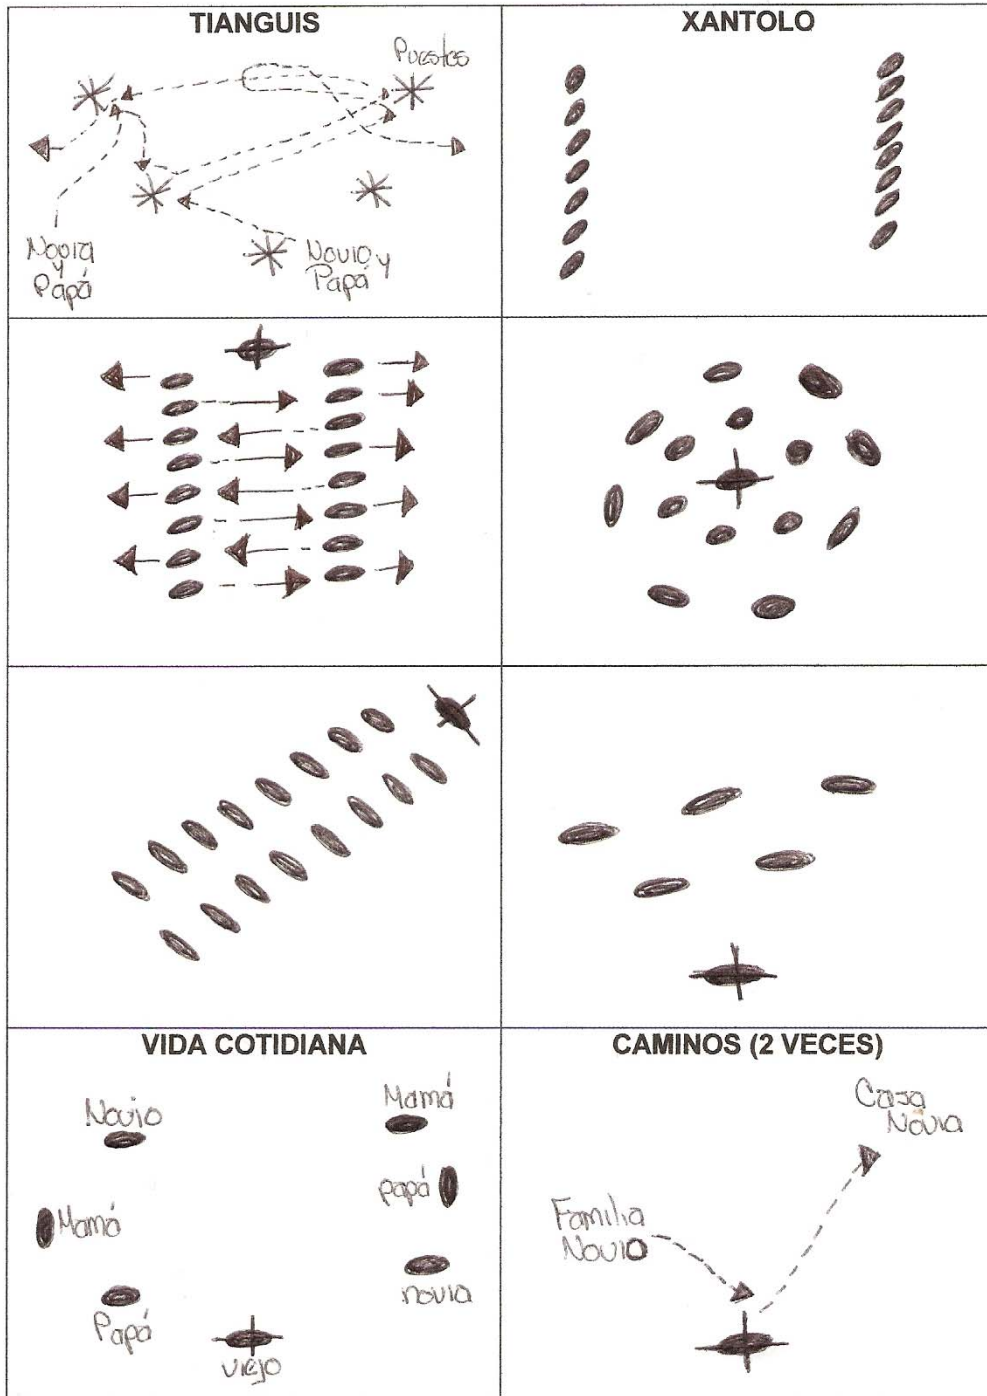 TIANGUIS
Puestos
Novia
y
Papá
Novio y
Papá
XANTOLO
VIDA COTIDIANA
Novio
Mamá
papá
Mamá
Papá
novia
viejo
CAMINOS (2 VECES)
Casa
Novia
Familia
Novio